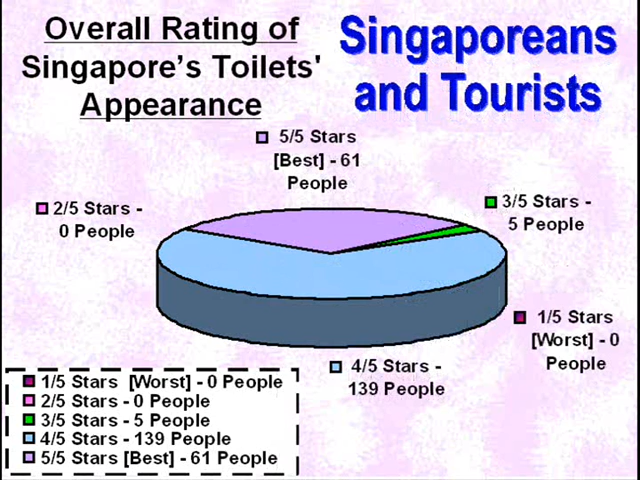 Overall Rating of
Singapore's Toilets'
Appearance
Singaporeans
and Tourists
5/5 Stars
[Best] - 61
People
2/5 Stars -
0 People
3/5 Stars -
5 People
1/5 Stars
[Worst] - 0
People
4/5 Stars -
139 People
1/5 Stars [Worst] - 0 People
2/5 Stars - 0 People
3/5 Stars - 5 People
4/5 Stars - 139 People
5/5 Stars [Best] - 61 People